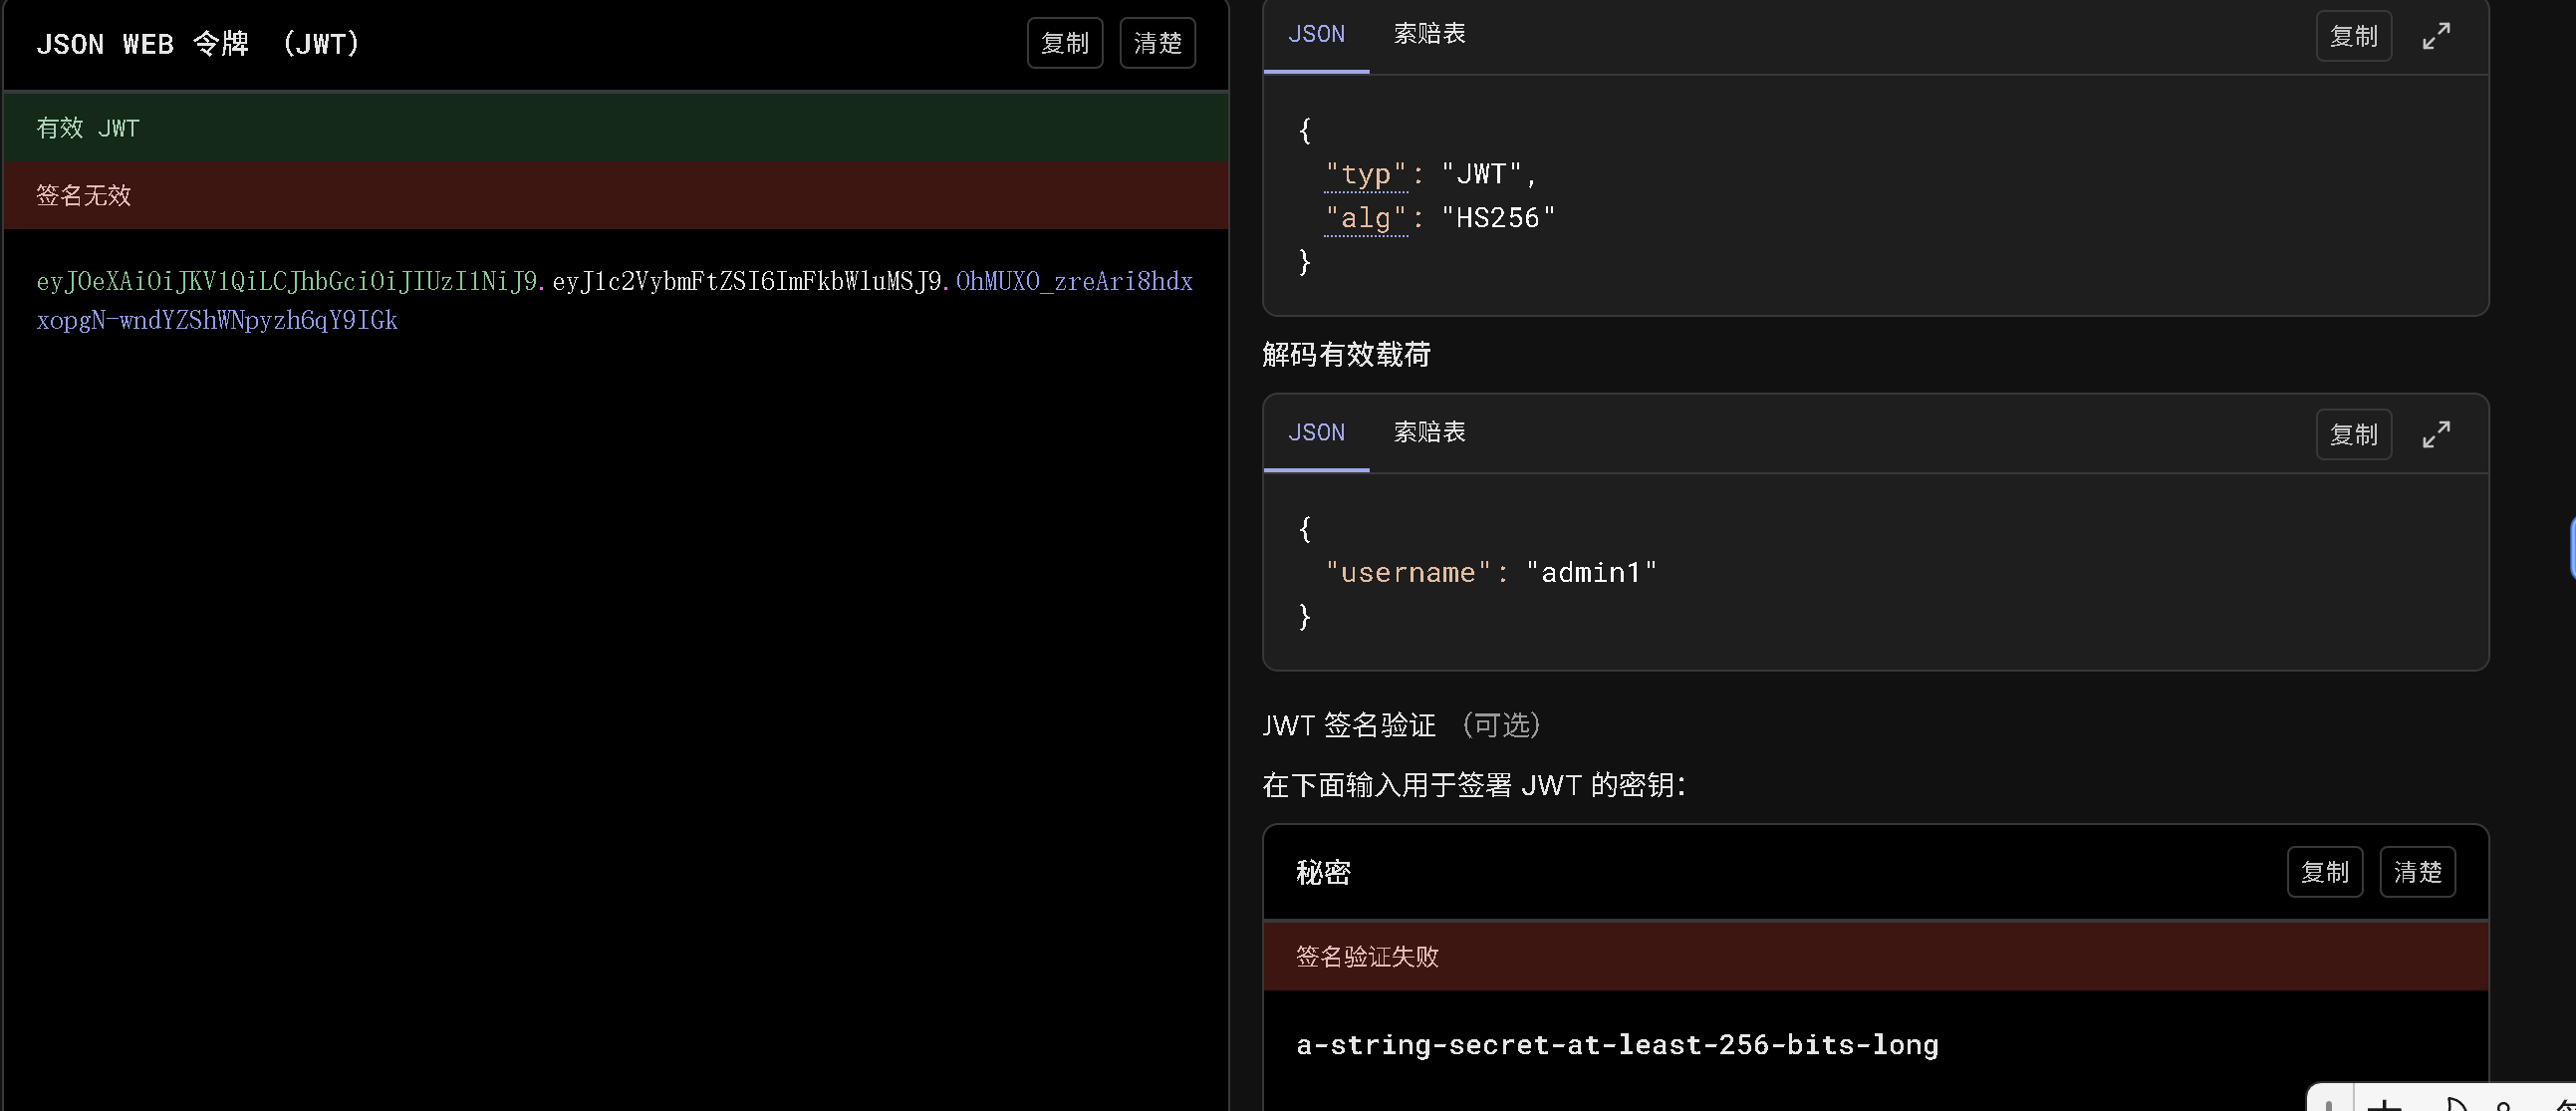 JSON WEB 令牌 （JWT）
复制
清楚
有效 JWT
签名无效
eyJ0eXAiOiJKV1QiLCJhbGciOiJIUzI1NiJ9.eyJ1c2VybmFtZSI6ImFkbWluMSJ9.OhMUXO_zreAri8hdx
xopgN-wndYZShWNpyzh6qY9IGk
JSON
索赔表
复制
{
"typ": "JWT",
"alg": "HS256"
}
解码有效载荷
JSON
索赔表
复制
{
"username": "admin1"
}
JWT 签名验证 （可选）
在下面输入用于签署 JWT 的密钥：
秘密
复制
清楚
签名验证失败
a-string-secret-at-least-256-bits-long